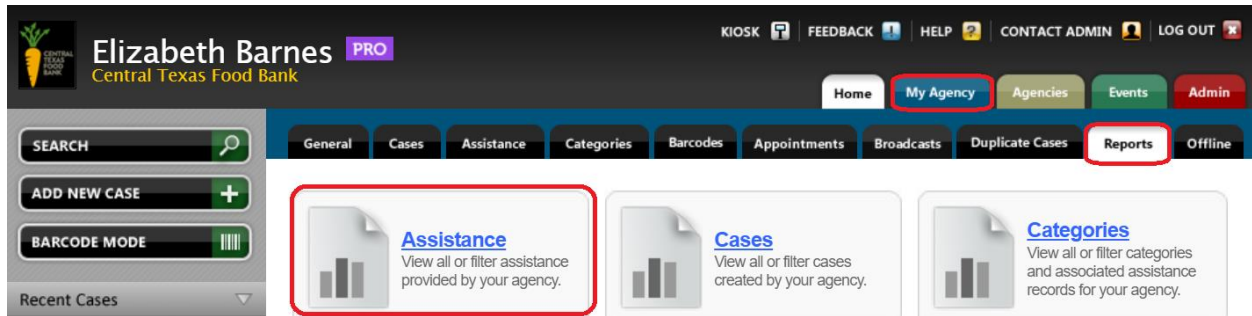 CENTRAL
TEXAS
FOOD
BANK
Elizabeth Barnes PRO
Central Texas Food Bank
KIOSK FEEDBACK HELP CONTACT ADMIN LOG OUT
Home My Agency Agencies Events Admin
SEARCH
ADD NEW CASE
BARCODE MODE
Recent Cases
General Cases Assistance Categories Barcodes Appointments Broadcasts Duplicate Cases Reports Offline
Assistance
View all or filter assistance
provided by your agency.
Cases
View all or filter cases
created by your agency.
Categories
View all or filter categories
and associated assistance
records for your agency.